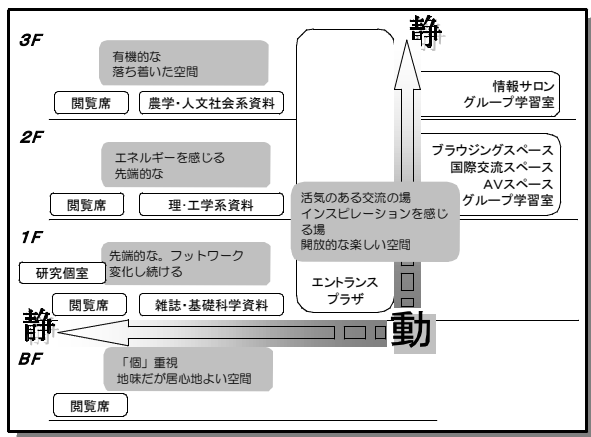 静
3F
有機的な
落ち着いた空間
閲覧席
農学・人文社会系資料
情報サロン
グループ学習室
2F
エネルギーを感じる
先端的な
閲覧席
理・工学系資料
ブラウジングスペース
国際交流スペース
AVスペース
グループ学習室
活気のある交流の場
インスピレーションを感じ
る場
開放的な楽しい空間
1F
先端的な。フットワーク
変化し続ける
研究個室
閲覧席
雑誌・基礎科学資料
エントランス
プラザ
静
動
BF
「個」重視
地味だが居心地よい空間
閲覧席